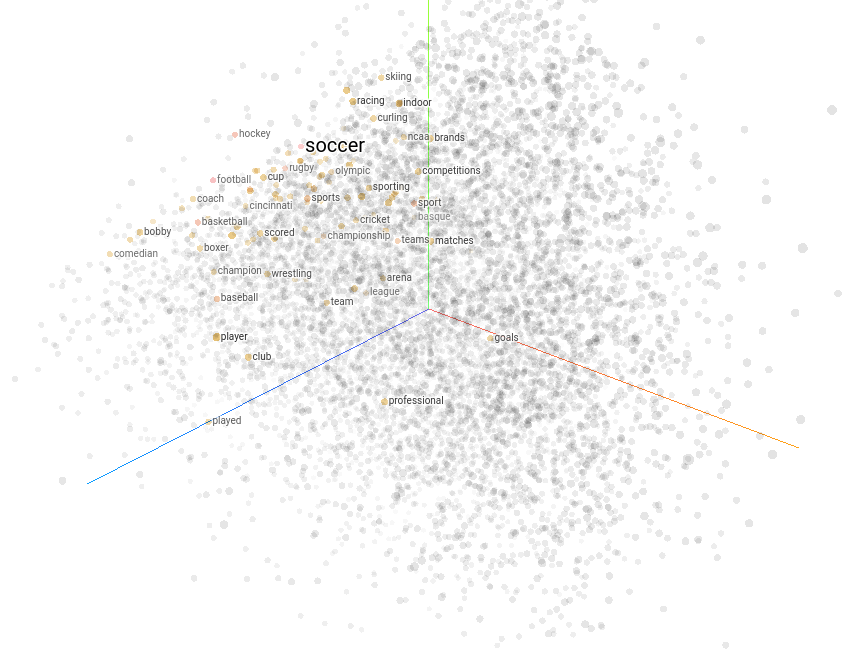 skiing
racing
indoor
curling
hockey
ncaa
brands
soccer
rugby
olympic
competitions
football
cup
sporting
coach
cincinnati
sports
sport
basque
basketball
cricket
bobby
scored
championship
teams
matches
boxer
comedian
champion
wrestling
arena
league
baseball
team
player
goals
club
professional
played